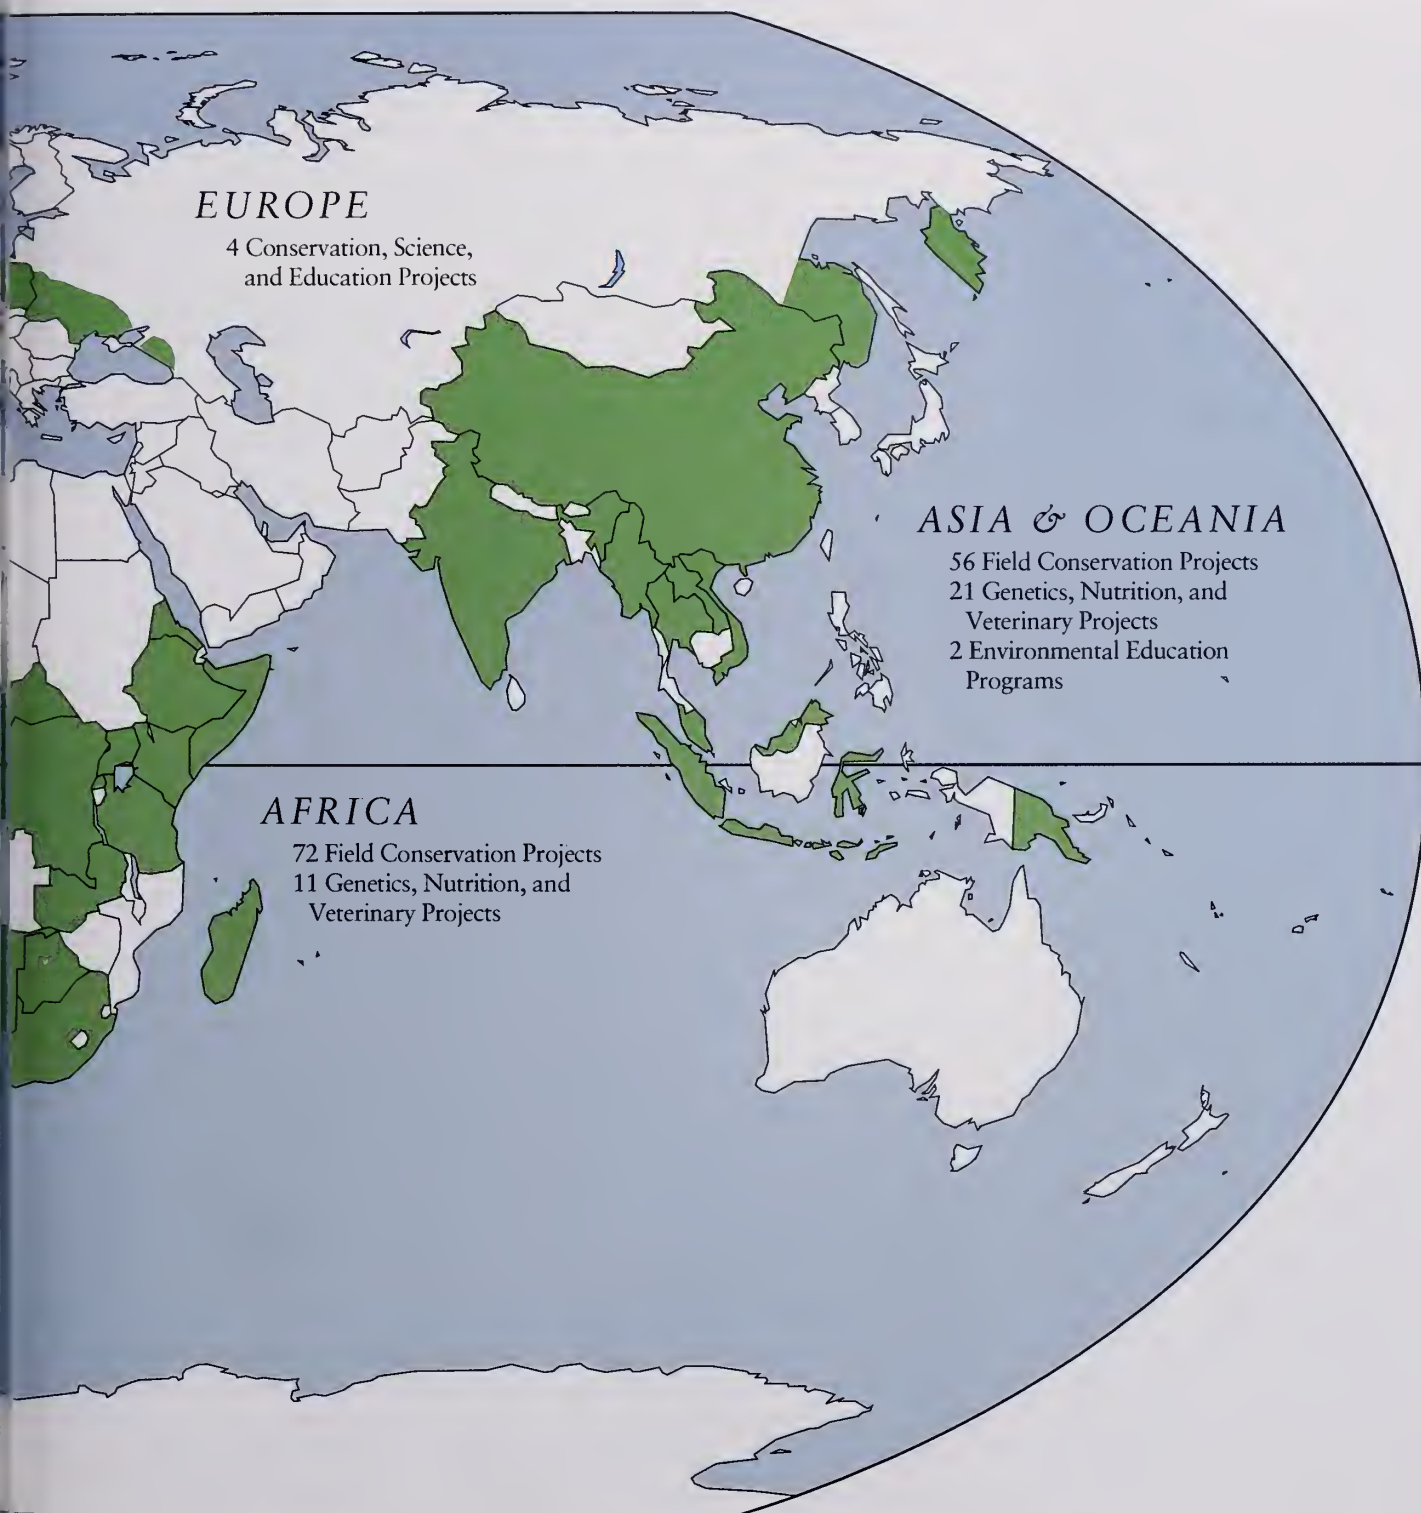 EUROPE
4 Conservation, Science,
and Education Projects
ASIA & OCEANIA
56 Field Conservation Projects
21 Genetics, Nutrition, and
Veterinary Projects
2 Environmental Education
Programs
AFRICA
72 Field Conservation Projects
11 Genetics, Nutrition, and
Veterinary Projects